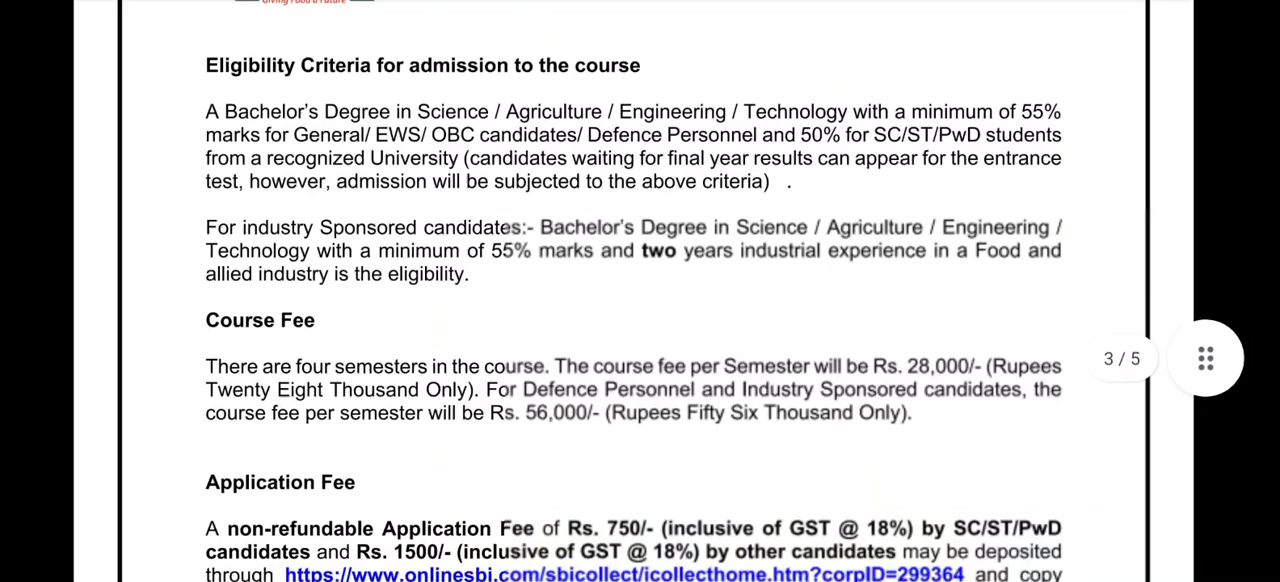 Giving Food a Future
Eligibility Criteria for admission to the course
A Bachelor's Degree in Science / Agriculture / Engineering / Technology with a minimum of 55%
marks for General/ EWS/ OBC candidates/ Defence Personnel and 50% for SC/ST/PwD students
from a recognized University (candidates waiting for final year results can appear for the entrance
test, however, admission will be subjected to the above criteria) .
For industry Sponsored candidates:- Bachelor's Degree in Science / Agriculture / Engineering /
Technology with a minimum of 55% marks and two years industrial experience in a Food and
allied industry is the eligibility.
Course Fee
There are four semesters in the course. The course fee per Semester will be Rs. 28,000/- (Rupees
Twenty Eight Thousand Only). For Defence Personnel and Industry Sponsored candidates, the
course fee per semester will be Rs. 56,000/- (Rupees Fifty Six Thousand Only).
3 / 5
Application Fee
A non-refundable Application Fee of Rs. 750/- (inclusive of GST @ 18%) by SC/ST/PwD
candidates and Rs. 1500/- (inclusive of GST @ 18%) by other candidates may be deposited
through https://www.onlinesbi.com/sbicollect/icollecthome.htm?corpID=299364 and copy